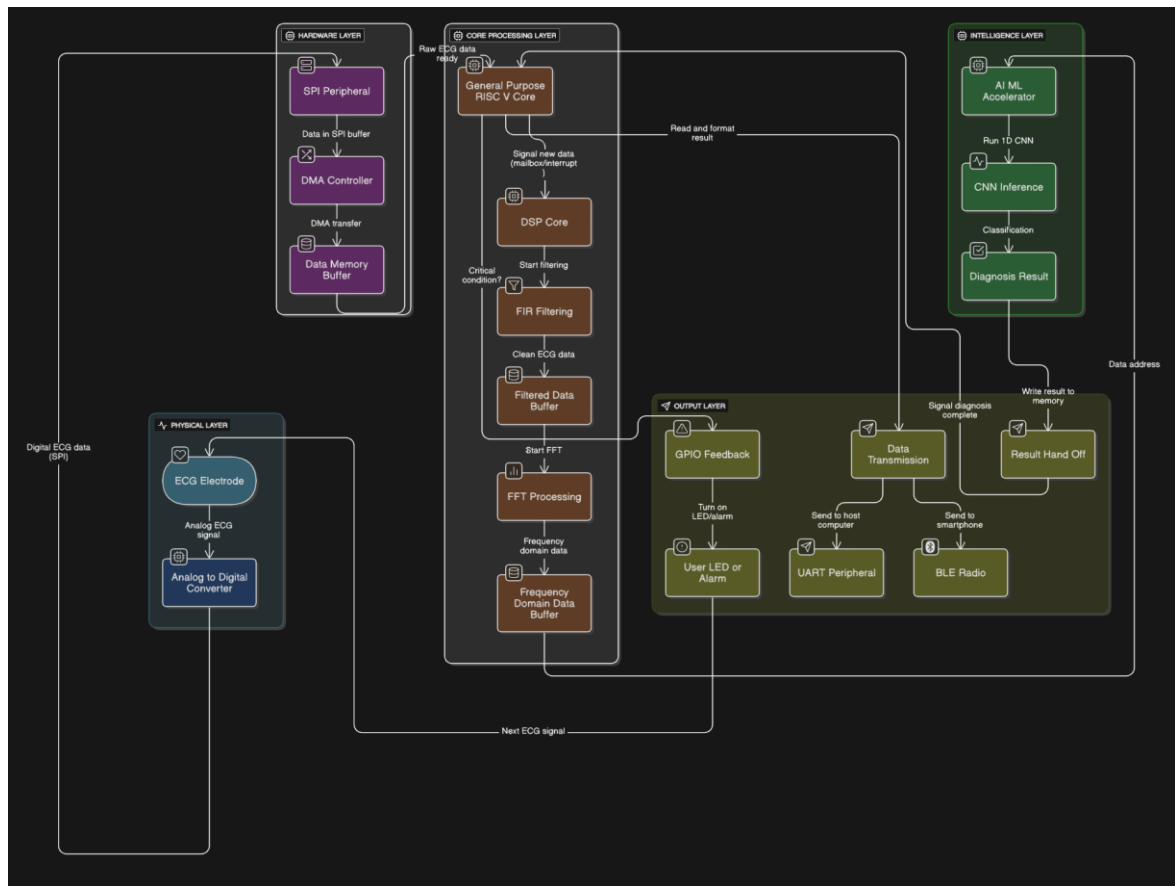 HARDWARE LAYER
SPI Peripheral
Data in SPI buffer
DMA Controller
DMA transfer
Data Memory
Buffer
Raw ECG data
ready
CORE PROCESSING LAYER
General Purpose
RISC V Core
Signal new data
(mailbox/interrupt
)
DSP Core
Start filtering
FIR Filtering
Clean ECG data
Filtered Data
Buffer
Start FFT
FFT Processing
Frequency
domain data
Frequency
Domain Data
Buffer
Critical
condition?
Read and format
result
INTELLIGENCE LAYER
AI ML
Accelerator
Run 1D CNN
CNN Inference
Classification
Diagnosis Result
Write result to
memory
Data address
Signal diagnosis
complete
OUTPUT LAYER
GPIO Feedback
Turn on
LED/alarm
User LED or
Alarm
Data
Transmission
Send to host
computer
UART Peripheral
Send to
smartphone
BLE Radio
Result Hand Off
PHYSICAL LAYER
ECG Electrode
Analog ECG
signal
Analog to Digital
Converter
Digital ECG data
(SPI)
Next ECG signal